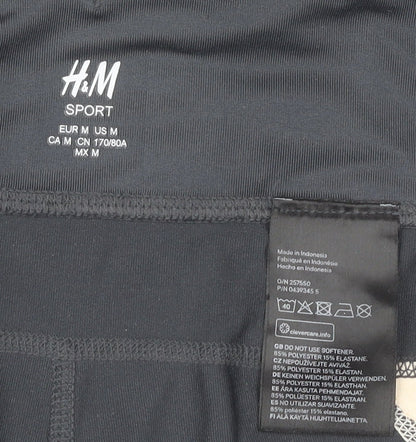 H&M
SPORT
EUR M US M
CA M CN 170/80A
MX M
Made in Indonesia
Fabriqué en Indonésie
Hecho en Indonesia
O/N 257550
P/N 0439345 5
40
clevercare.info
GB DO NOT USE SOFTENER.
85% POLYESTER 15% ELASTANE.
CZ NEPOUŽÍVEJTE AVIVÁŽ.
85% POLYESTER 15% ELASTAN.
DE KEINEN WEICHSPÜLER VERWENDEN.
85% POLYESTER 15% ELASTHAN.
EE ÄRA KASUTA PEHMENDAJAT.
85% POLÜESTER 15% ELASTAAN.
ES NO UTILIZAR SUAVIZANTE.
85% poliéster 15% elastano.
FI ÄLÄ KÄYTÄ HUUHTELUAINETTA.